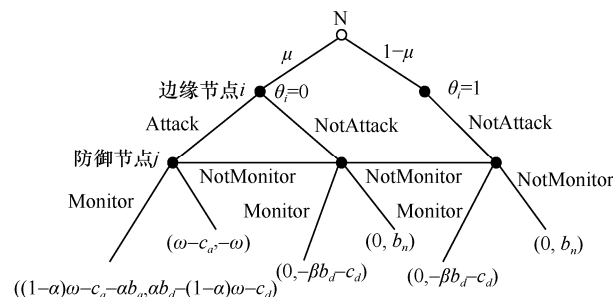 N
μ
1−μ
边缘节点i
θi=0
θi=1
Attack
NotAttack
NotAttack
防御节点j
NotMonitor
NotMonitor
NotMonitor
Monitor
Monitor
Monitor
(ω−ca,−ω)
(0, bn)
(0, bn)
(0,−βbd−cd)
(0,−βbd−cd)
((1−α)ω−ca−αba,αbd−(1−α)ω−cd)